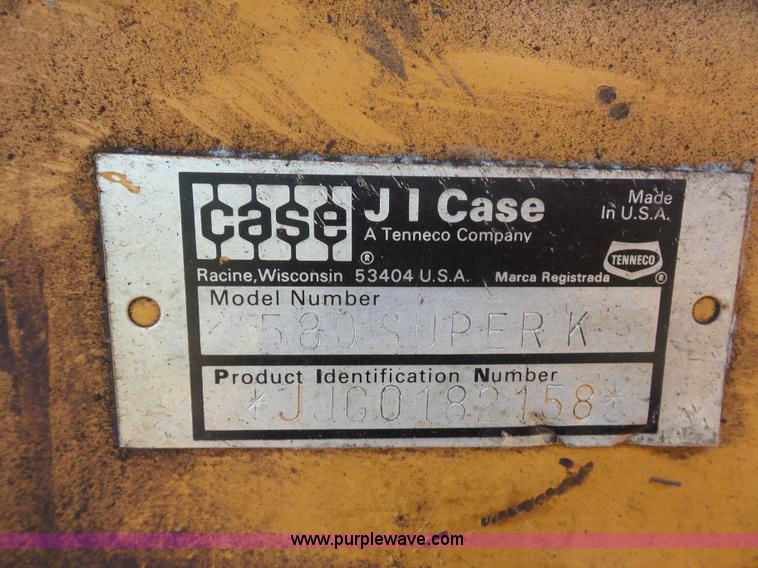 case
®
J I Case
A Tenneco Company
Made
In U.S.A.
TENNECO
®
Racine, Wisconsin 53404 U.S.A.
Marca Registrada
Model Number
580 SUPER K
Product Identification Number
*JJG0182158*
www.purplewave.com